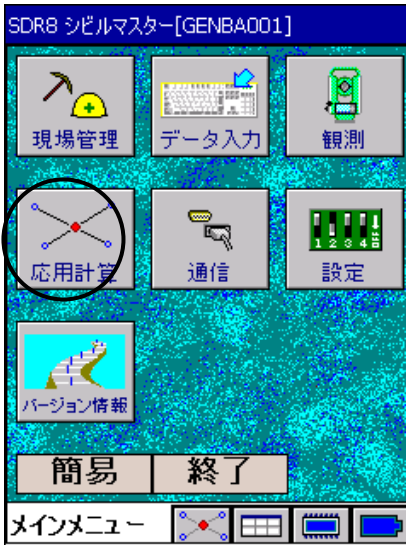 SDR8 シビルマスター[GENBA001]
現場管理
データ入力
観測
応用計算
通信
1 2 3 4 OFF
設定
バージョン情報
簡易
終了
メインメニュー